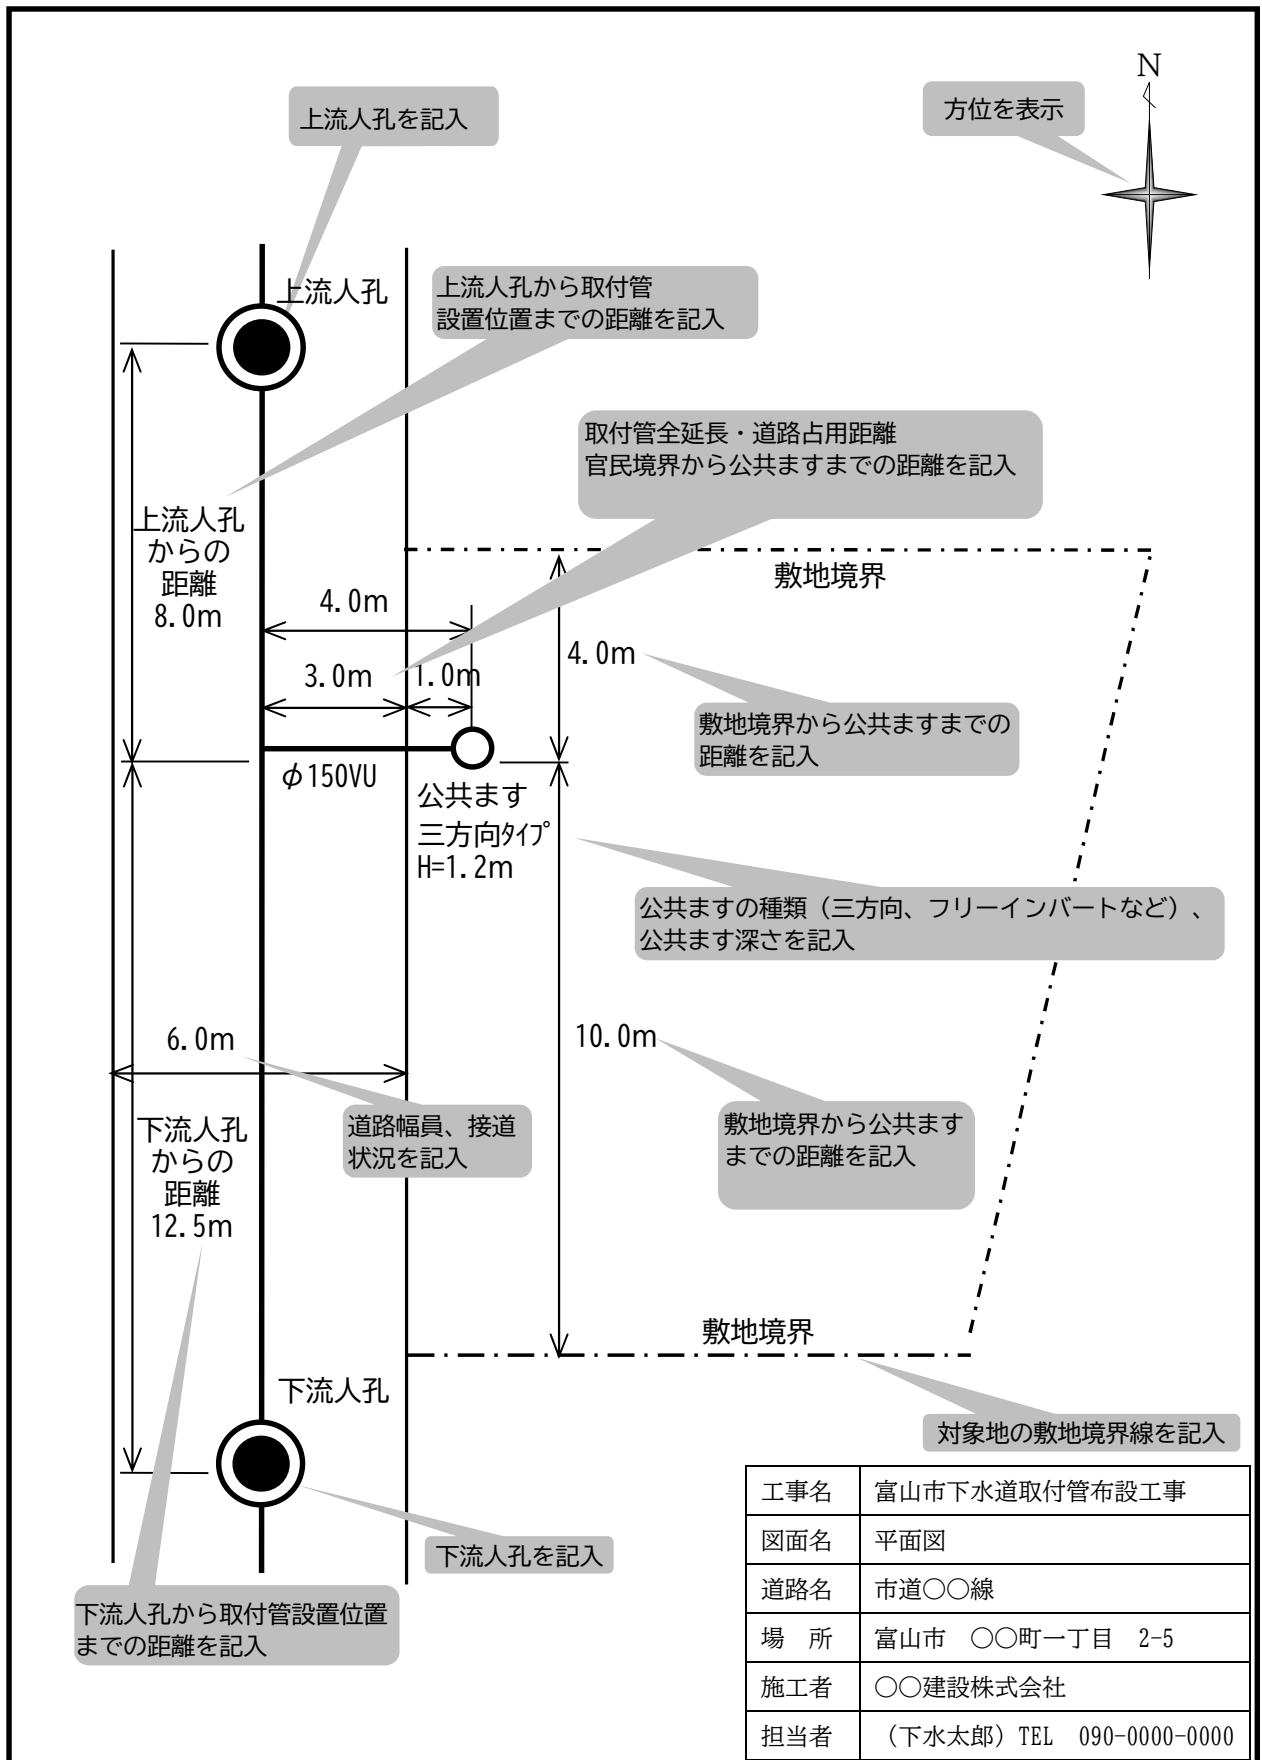 N
上流人孔を記入
方位を表示
上流人孔
上流人孔から取付管
設置位置までの距離を記入
取付管全延長・道路占用距離
官民境界から公共ますまでの距離を記入
上流人孔
からの
距離
8.0m
敷地境界
4.0m
4.0m
3.0m
1.0m
敷地境界から公共ますまでの
距離を記入
φ150VU
公共ます
三方向ﾀｲﾌﾟ
H=1.2m
公共ますの種類（三方向、フリーインバートなど）、
公共ます深さを記入
6.0m
10.0m
道路幅員、接道
状況を記入
敷地境界から公共ます
までの距離を記入
下流人孔
からの
距離
12.5m
敷地境界
下流人孔
対象地の敷地境界線を記入
下流人孔を記入
下流人孔から取付管設置位置
までの距離を記入
工事名 富山市下水道取付管布設工事
図面名 平面図
道路名 市道○○線
場　所 富山市　○○町一丁目　2-5
施工者 ○○建設株式会社
担当者 （下水太郎）TEL　090-0000-0000